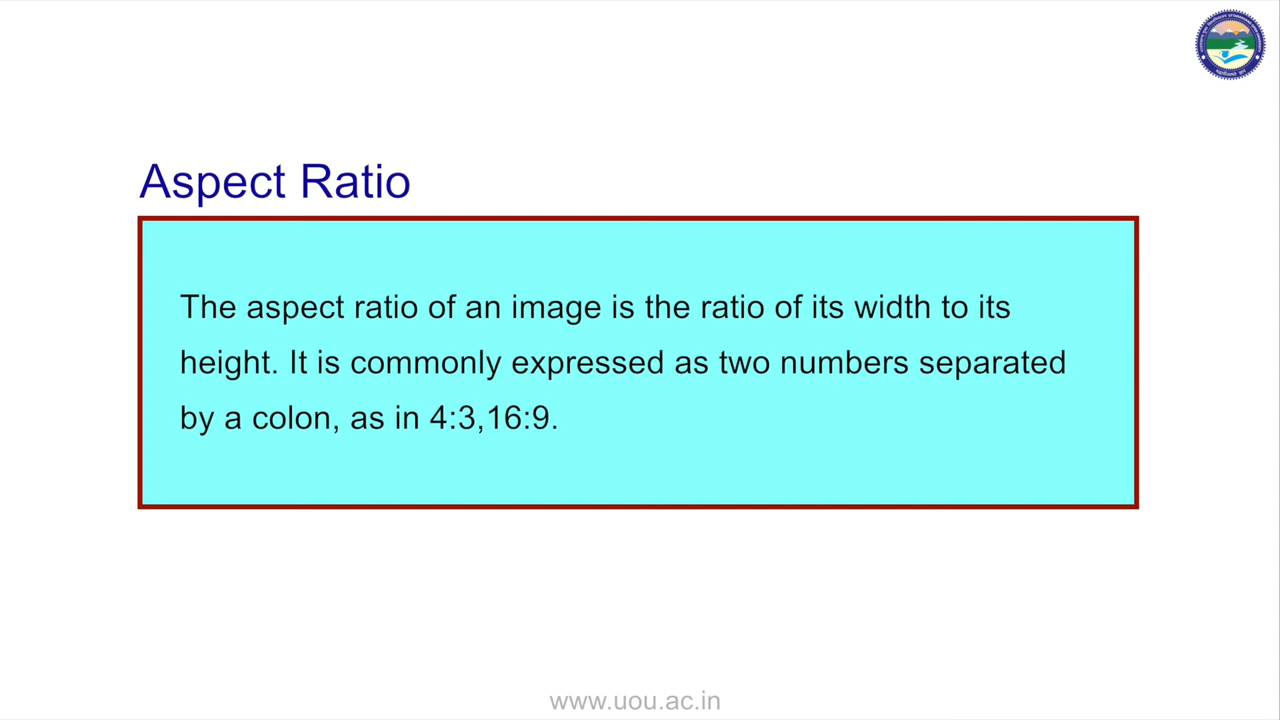 Aspect Ratio
The aspect ratio of an image is the ratio of its width to its
height. It is commonly expressed as two numbers separated
by a colon, as in 4:3,16:9.
www.uou.ac.in